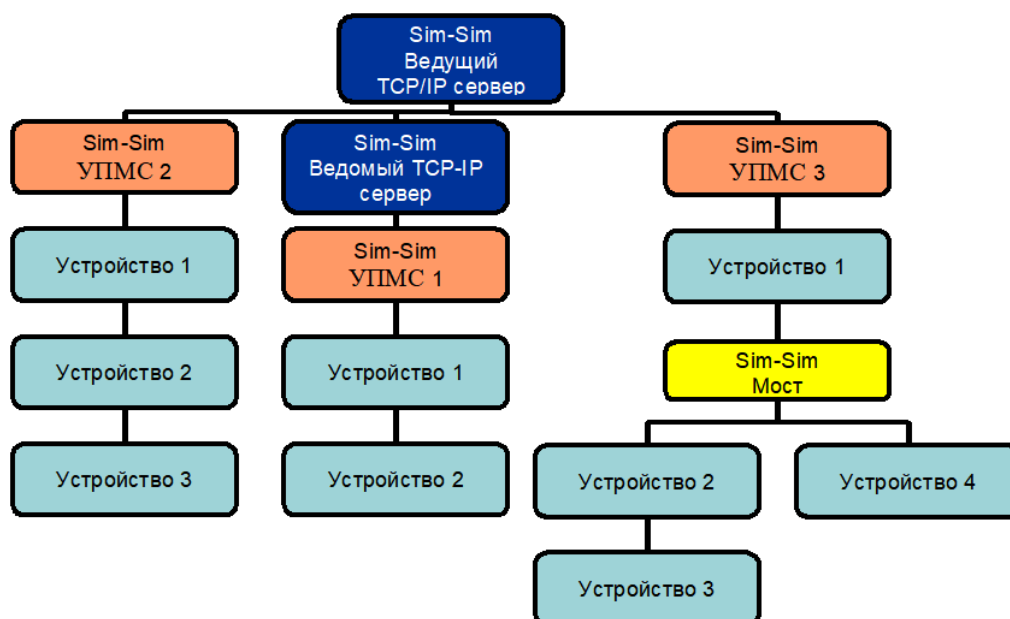 Sim-Sim
Ведущий
TCP/IP сервер
Sim-Sim
УПМС 2
Sim-Sim
Ведомый TCP-IP
сервер
Sim-Sim
УПМС 3
Устройство 1
Sim-Sim
УПМС 1
Устройство 1
Устройство 2
Устройство 1
Sim-Sim
Мост
Устройство 3
Устройство 2
Устройство 2
Устройство 4
Устройство 3